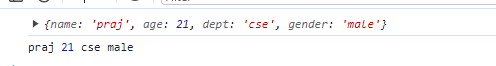 ▶ {name: 'praj', age: 21, dept: 'cse', gender: 'male'}
praj 21 cse male